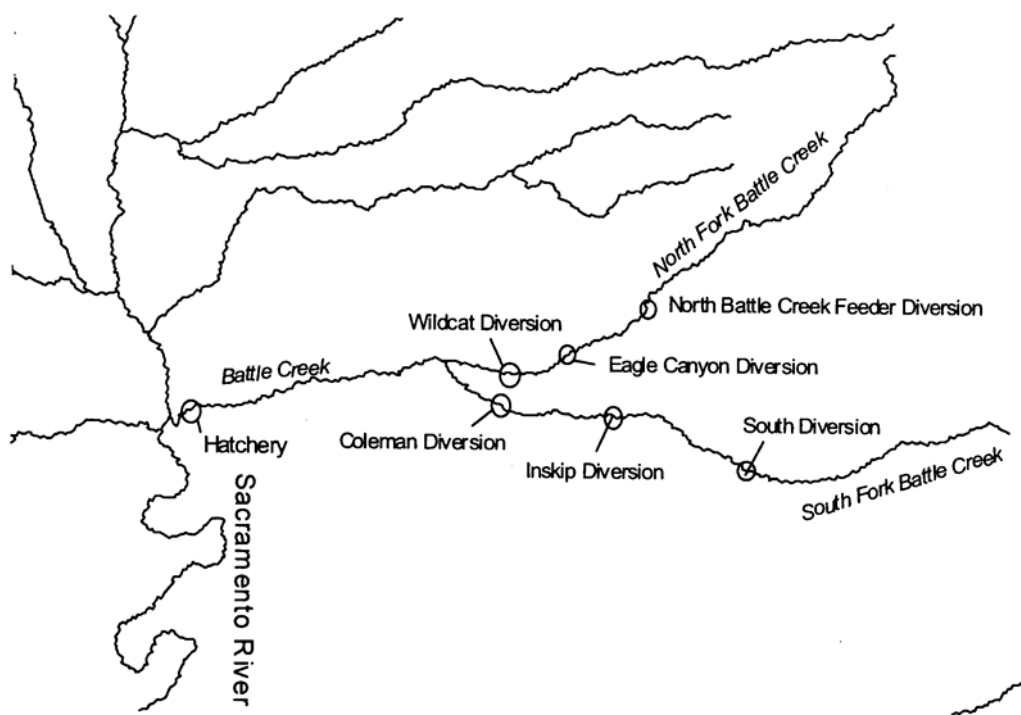 North Fork Battle Creek
North Battle Creek Feeder Diversion
Wildcat Diversion
Eagle Canyon Diversion
Battle Creek
Hatchery
Coleman Diversion
Inskip Diversion
South Diversion
South Fork Battle Creek
Sacramento River